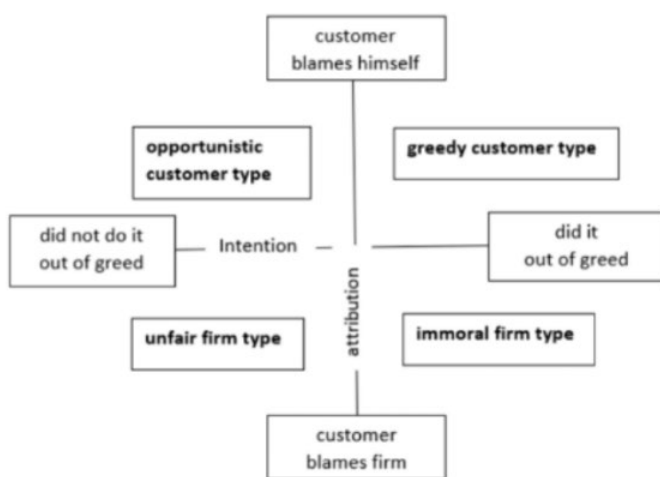 customer
blames himself
opportunistic
customer type
greedy customer type
did not do it
out of greed
Intention
did it
out of greed
attribution
unfair firm type
immoral firm type
customer
blames firm